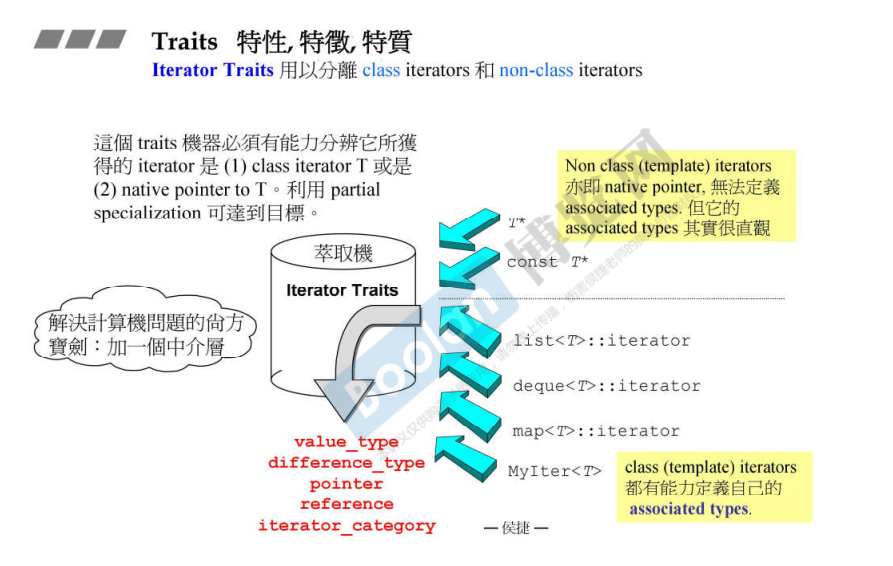 Traits 特性, 特徵, 特質
Iterator Traits 用以分離 class iterators 和 non-class iterators
這個 traits 機器必須有能力分辨它所獲
得的 iterator 是 (1) class iterator T 或是
(2) native pointer to T。利用 partial
specialization 可達到目標。
Non class (template) iterators
亦即 native pointer, 無法定義
associated types. 但它的
associated types 其實很直觀
T*
const T*
萃取機
Iterator Traits
解決計算機問題的尚方
寶劍：加一個中介層
list<T>::iterator
deque<T>::iterator
map<T>::iterator
MyIter<T>
class (template) iterators
都有能力定義自己的
associated types.
value_type
difference_type
pointer
reference
iterator_category
— 侯捷 —
Boolan 博览网